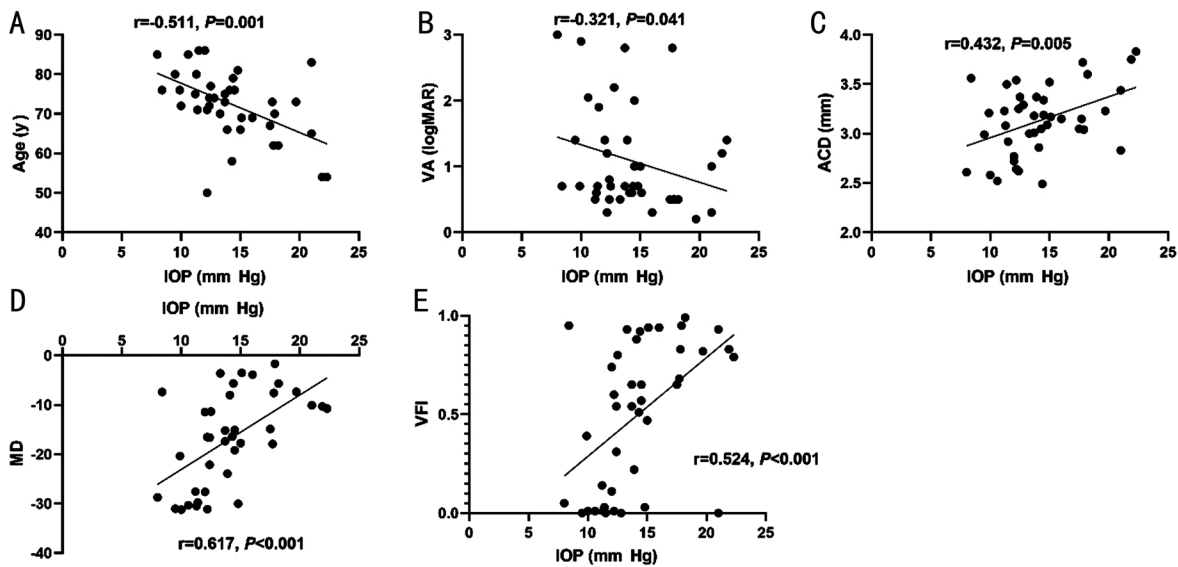 A
r=-0.511, P=0.001
90
80
70
60
50
40
Age (y)
0 5 10 15 20 25
IOP (mm Hg)
B
r=-0.321, P=0.041
3
2
1
0
VA (logMAR)
0 5 10 15 20 25
IOP (mm Hg)
C
r=0.432, P=0.005
4.0
3.5
3.0
2.5
2.0
ACD (mm)
0 5 10 15 20 25
IOP (mm Hg)
D
IOP (mm Hg)
0 5 10 15 20 25
0
-10
-20
-30
-40
MD
r=0.617, P<0.001
E
1.0
0.5
0.0
VFI
r=0.524, P<0.001
0 5 10 15 20 25
IOP (mm Hg)